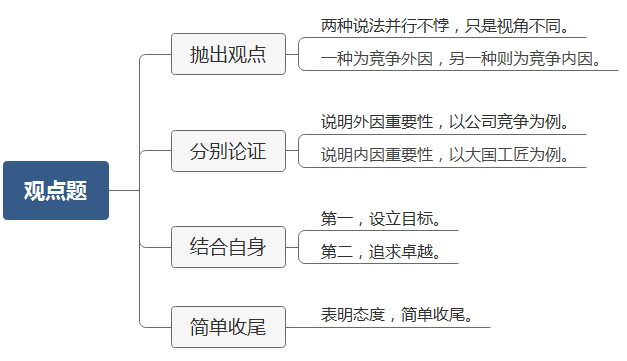 观点题
抛出观点
两种说法并行不悖，只是视角不同。
一种为竞争外因，另一种则为竞争内因。
分别论证
说明外因重要性，以公司竞争为例。
说明内因重要性，以大国工匠为例。
结合自身
第一，设立目标。
第二，追求卓越。
简单收尾
表明态度，简单收尾。